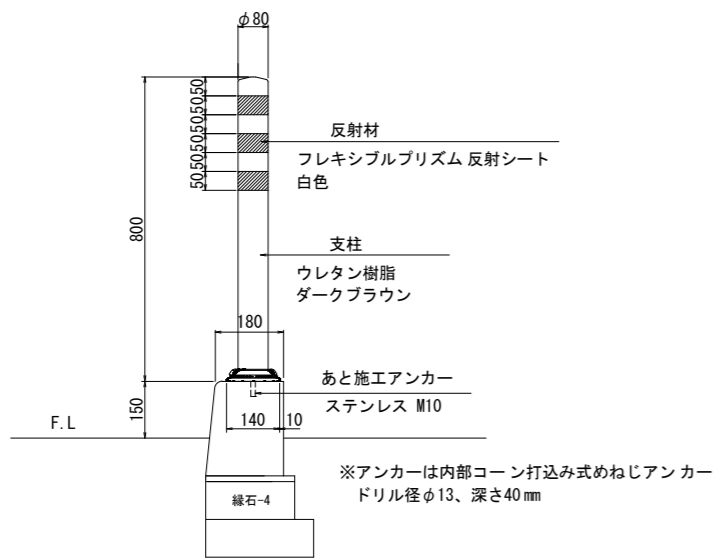 φ80
50
50
50
50
50
50
反射材
フレキシブルプリズム 反射シート
白色
800
支柱
ウレタン樹脂
ダークブラウン
180
あと施工アンカー
ステンレス M10
150
F.L
140
10
※アンカーは内部コーン打込み式めねじアンカー
ドリル径φ13、深さ40mm
縁石-4